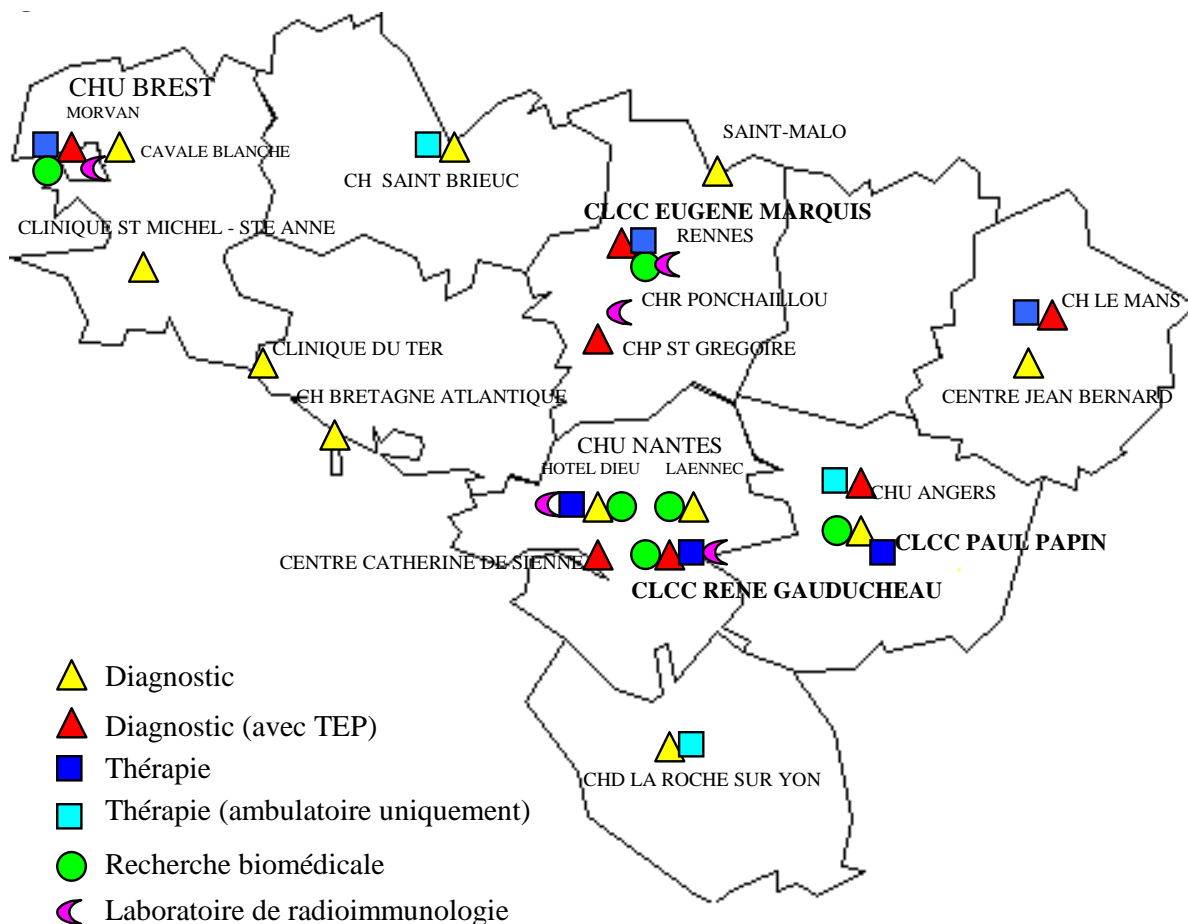 CHU BREST
MORVAN
CAVALE BLANCHE
CLINIQUE ST MICHEL - STE ANNE
CH SAINT BRIEUC
SAINT-MALO
CLCC EUGENE MARQUIS
RENNES
CHR PONCHAILLOU
CHP ST GREGOIRE
CH LE MANS
CENTRE JEAN BERNARD
CLINIQUE DU TER
CH BRETAGNE ATLANTIQUE
CHU NANTES
HOTEL DIEU
LAENNEC
CHU ANGERS
CLCC PAUL PAPIN
CENTRE CATHERINE DE SIENNE
CLCC RENE GAUDUCHEAU
CHD LA ROCHE SUR YON
Diagnostic
Diagnostic (avec TEP)
Thérapie
Thérapie (ambulatoire uniquement)
Recherche biomédicale
Laboratoire de radioimmunologie